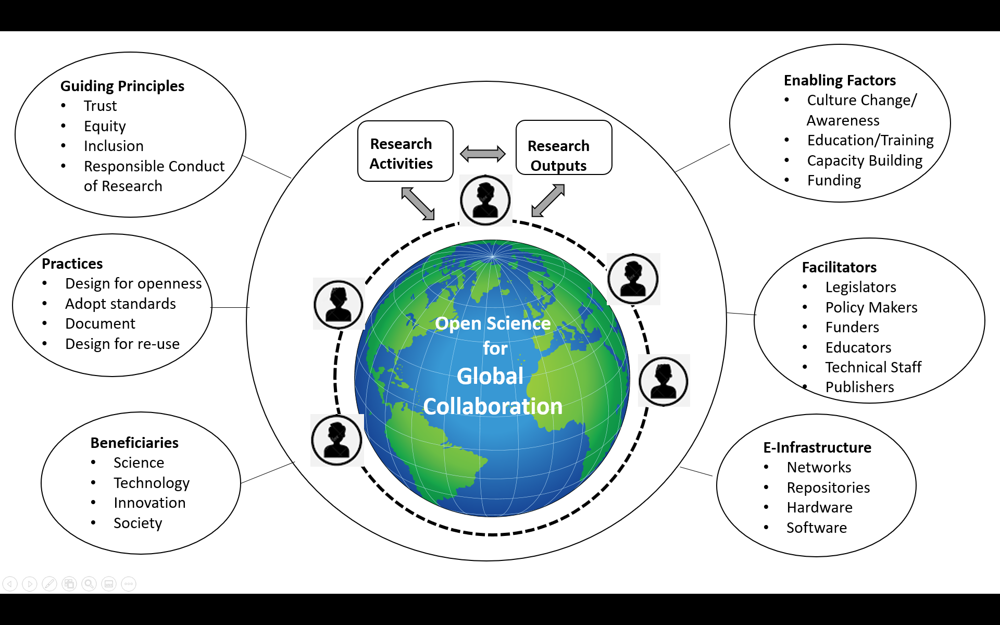 Guiding Principles
• Trust
• Equity
• Inclusion
• Responsible Conduct
of Research
Practices
• Design for openness
• Adopt standards
• Document
• Design for re-use
Beneficiaries
• Science
• Technology
• Innovation
• Society
Research
Activities
Research
Outputs
Open Science
for
Global
Collaboration
Enabling Factors
• Culture Change/
Awareness
• Education/Training
• Capacity Building
• Funding
Facilitators
• Legislators
• Policy Makers
• Funders
• Educators
• Technical Staff
• Publishers
E-Infrastructure
• Networks
• Repositories
• Hardware
• Software